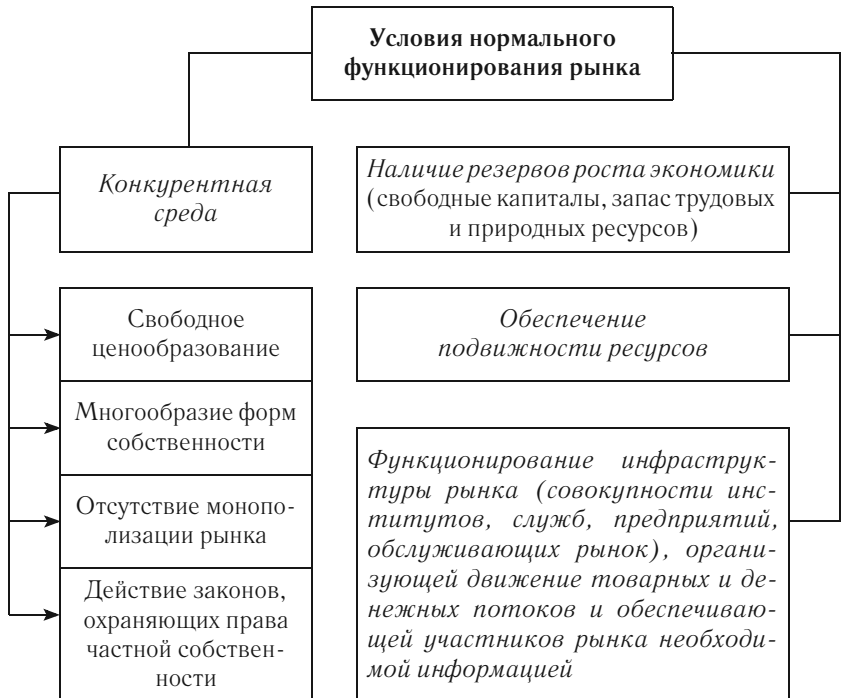 Условия нормального
функционирования рынка
Конкурентная
среда
Свободное
ценообразование
Многообразие форм
собственности
Отсутствие монопо-
лизации рынка
Действие законов,
охраняющих права
частной собствен-
ности
Наличие резервов роста экономики
(свободные капиталы, запас трудовых
и природных ресурсов)
Обеспечение
подвижности ресурсов
Функционирование инфраструк-
туры рынка (совокупности инс-
титутов, служб, предприятий,
обслуживающих рынок), органи-
зующей движение товарных и де-
нежных потоков и обеспечиваю-
щей участников рынка необходи-
мой информацией